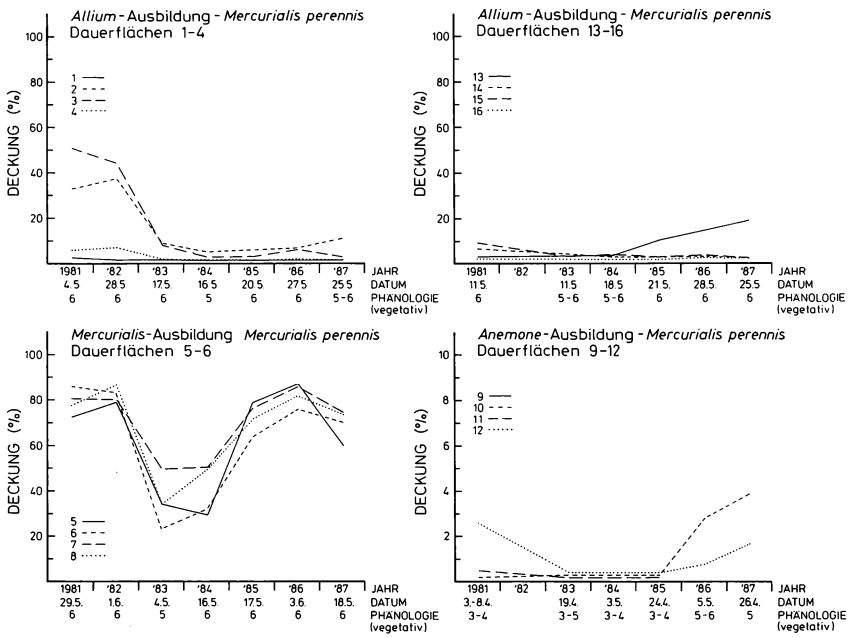 Allium-Ausbildung - Mercurialis perennis
Dauerflächen 1-4
DECKUNG (%)
100
80
60
40
20
1
2
3
4
1981 '82 '83 '84 '85 '86 '87 JAHR
4.5 28.5 17.5. 16.5 20.5. 27.5 25.5 DATUM
6 6 6 5 6 6 5-6 PHÄNOLOGIE
(vegetativ)
Allium-Ausbildung - Mercurialis perennis
Dauerflächen 13-16
DECKUNG (%)
100
80
60
40
20
13
14
15
16
1981 '82 '83 '84 '85 '86 '87 JAHR
11.5. 11.5 18.5 21.5. 28.5. 25.5 DATUM
6 5-6 5-6 6 6 6 PHÄNOLOGIE
(vegetativ)
Mercurialis-Ausbildung Mercurialis perennis
Dauerflächen 5-6
DECKUNG (%)
100
80
60
40
20
5
6
7
8
1981 '82 '83 '84 '85 '86 '87 JAHR
29.5. 1.6. 4.5. 16.5. 17.5. 3.6. 18.5. DATUM
6 6 5 6 6 6 6 PHÄNOLOGIE
(vegetativ)
Anemone-Ausbildung - Mercurialis perennis
Dauerflächen 9-12
DECKUNG (%)
10
8
6
4
2
9
10
11
12
1981 '82 '83 '84 '85 '86 '87 JAHR
3.-8.4. 19.4. 3.5. 24.4. 5.5. 26.4. DATUM
3-4 3-5 3-4 3-4 5-6 5 PHÄNOLOGIE
(vegetativ)